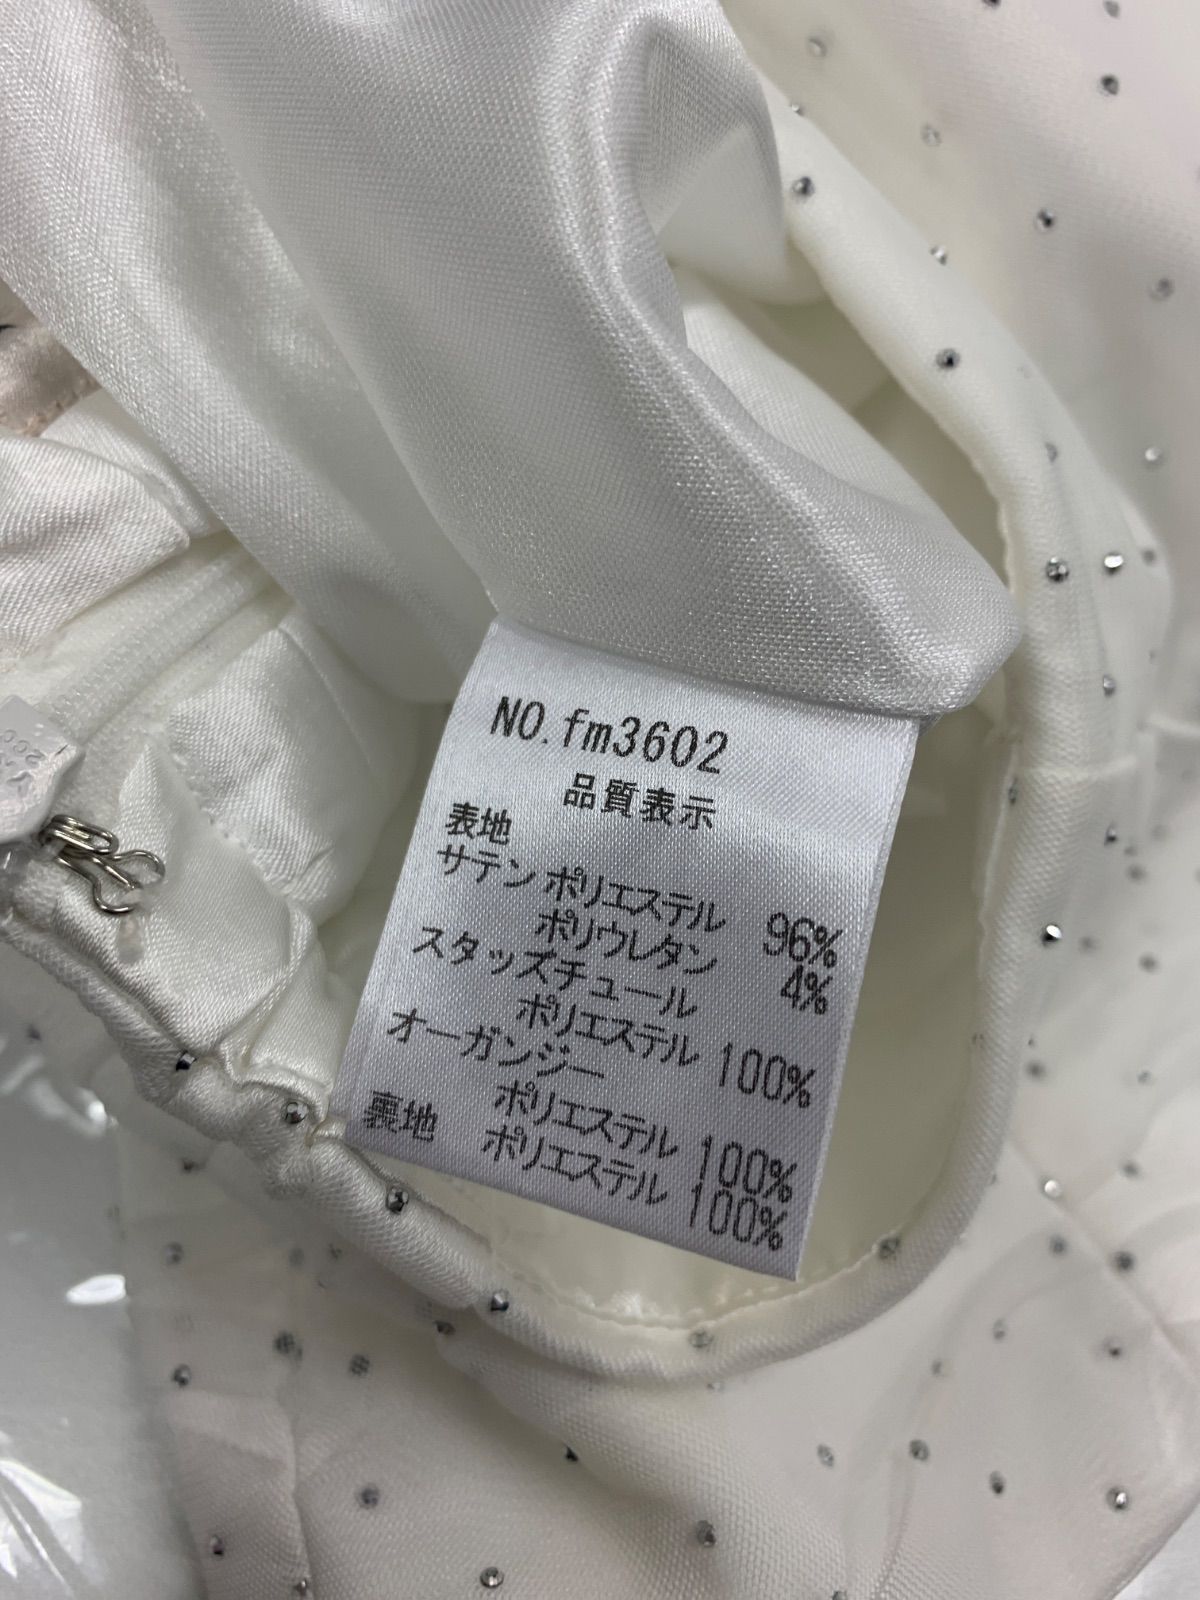 NO.fm3602
品質表示
表地
サテン ポリエステル 96%
ポリウレタン 4%
スタッズチュール
ポリエステル 100%
オーガンジー
ポリエステル 100%
裏地 ポリエステル 100%